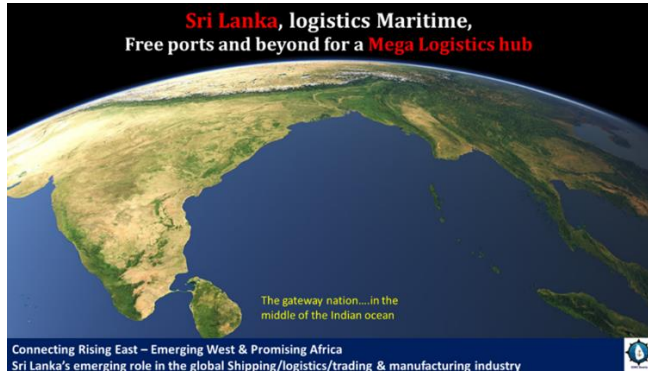 Sri Lanka, logistics Maritime,
Free ports and beyond for a Mega Logistics hub
The gateway nation....in the
middle of the Indian ocean
Connecting Rising East – Emerging West & Promising Africa
Sri Lanka's emerging role in the global Shipping/logistics/trading & manufacturing industry